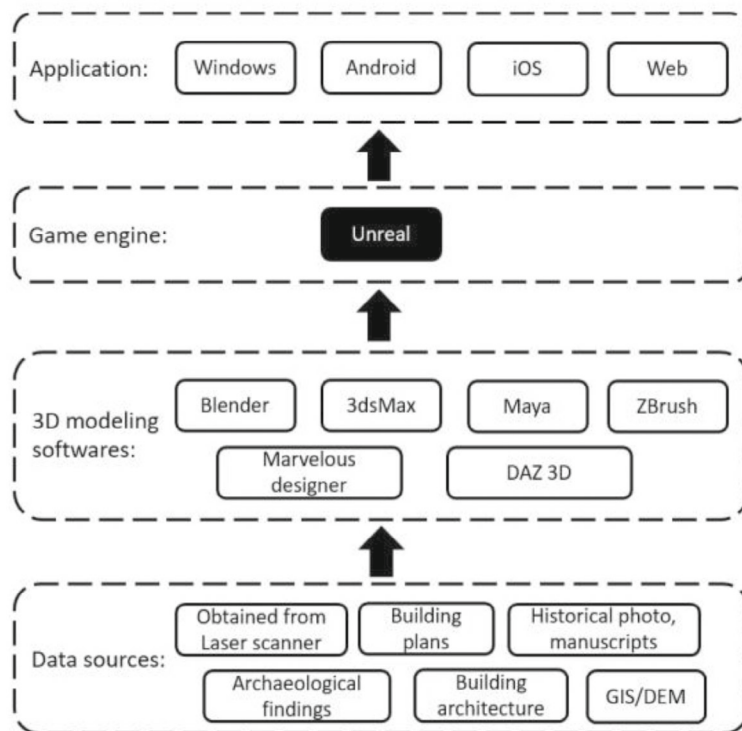 Application:
Windows
Android
iOS
Web
Game engine:
Unreal
3D modeling
softwares:
Blender
3dsMax
Maya
ZBrush
Marvelous
designer
DAZ 3D
Data sources:
Obtained from
Laser scanner
Building
plans
Historical photo,
manuscripts
Archaeological
findings
Building
architecture
GIS/DEM